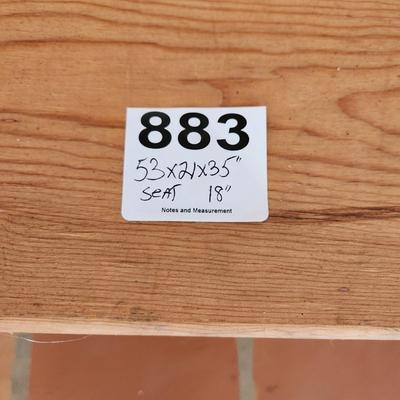 883
53x21x35"
SEAT 18"
Notes and Measurement